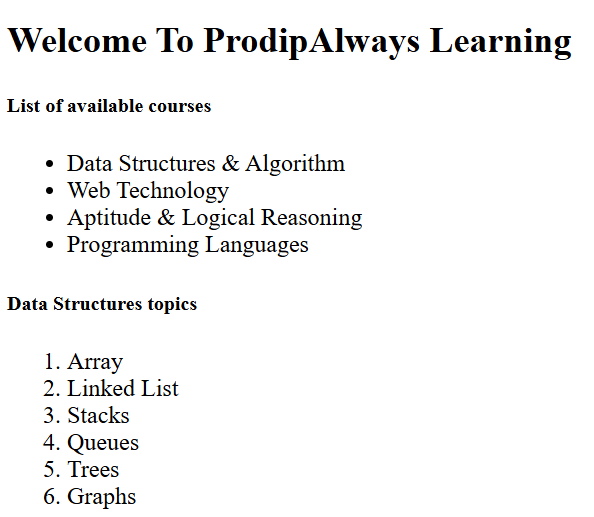 Welcome To ProdipAlways Learning
List of available courses
• Data Structures & Algorithm
• Web Technology
• Aptitude & Logical Reasoning
• Programming Languages
Data Structures topics
1. Array
2. Linked List
3. Stacks
4. Queues
5. Trees
6. Graphs